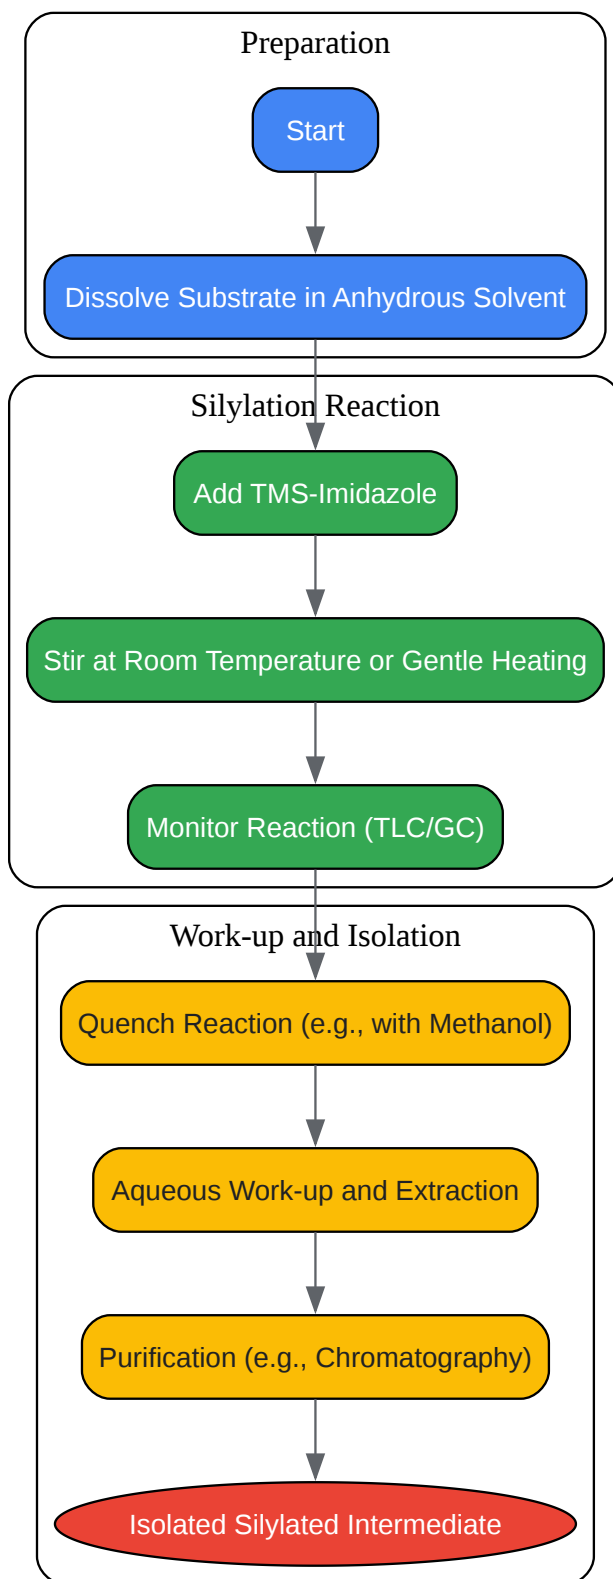 Preparation
Start
Dissolve Substrate in Anhydrous Solvent
Silylation Reaction
Add TMS-Imidazole
Stir at Room Temperature or Gentle Heating
Monitor Reaction (TLC/GC)
Work-up and Isolation
Quench Reaction (e.g., with Methanol)
Aqueous Work-up and Extraction
Purification (e.g., Chromatography)
Isolated Silylated Intermediate